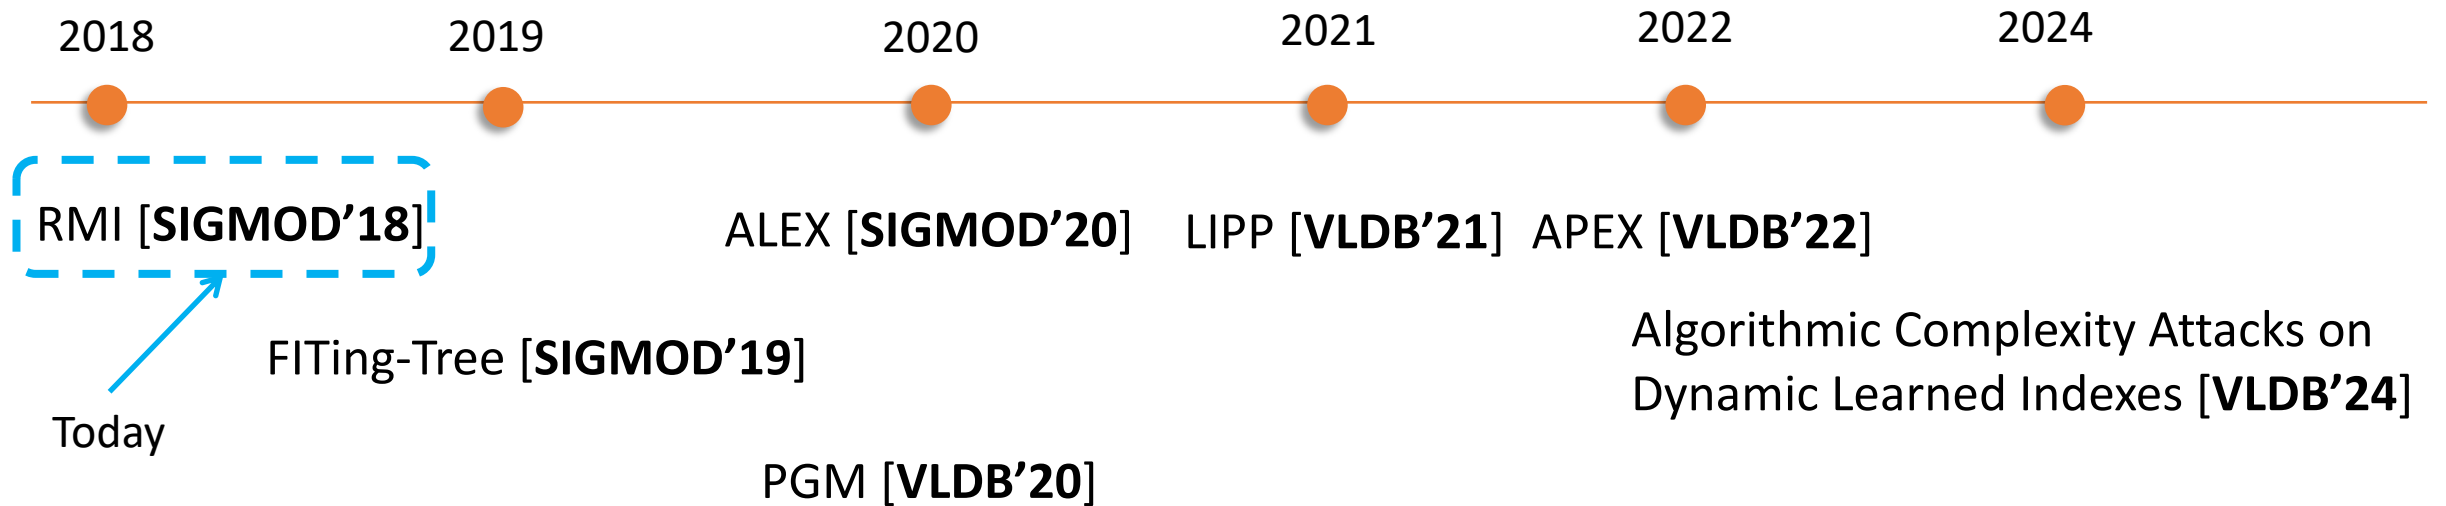 2018
2019
2020
2021
2022
2024
RMI [SIGMOD’18]
ALEX [SIGMOD’20]
LIPP [VLDB’21]
APEX [VLDB’22]
FITing-Tree [SIGMOD’19]
Algorithmic Complexity Attacks on
Dynamic Learned Indexes [VLDB’24]
Today
PGM [VLDB’20]